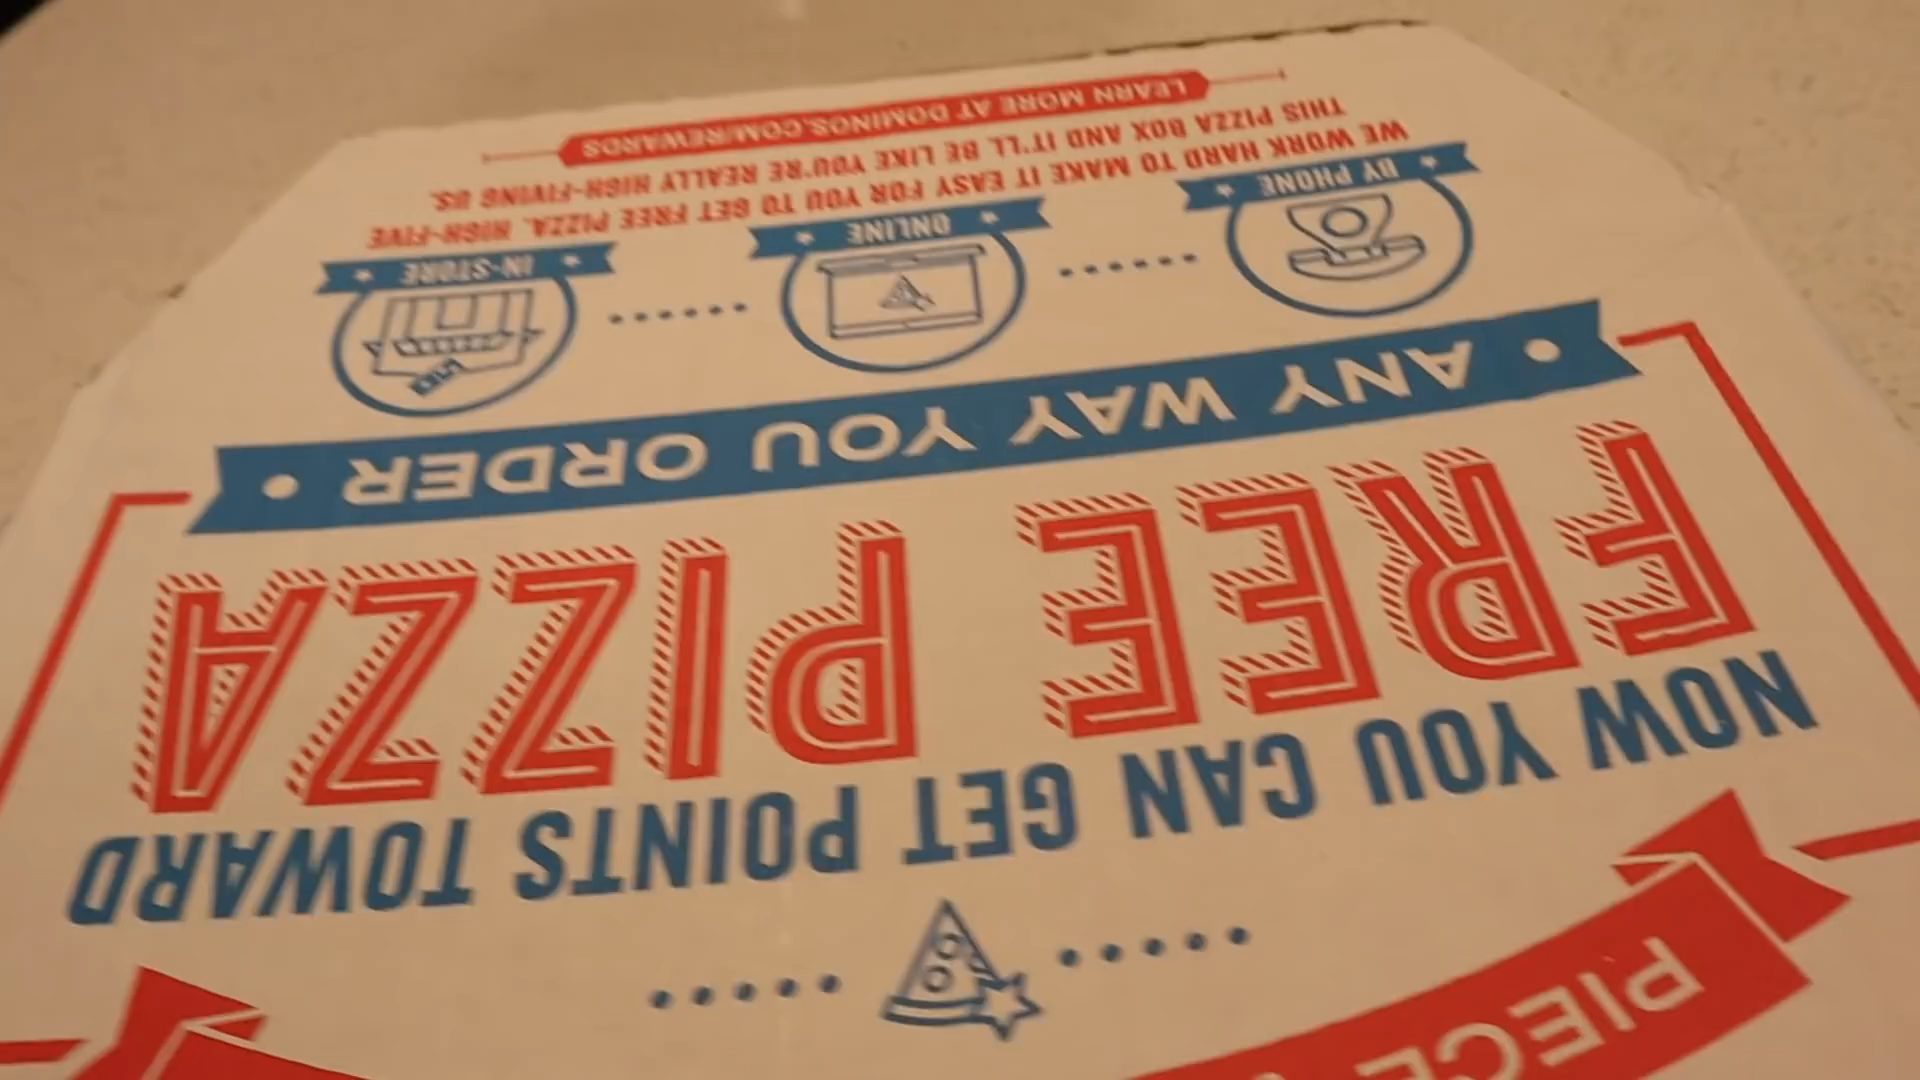 PIECE
NOW YOU CAN GET POINTS TOWARD
FREE PIZZA
• ANY WAY YOU ORDER •
BY PHONE
ONLINE
IN-STORE
WE WORK HARD TO MAKE IT EASY FOR YOU TO GET FREE PIZZA. HIGH-FIVE
THIS PIZZA BOX AND IT'LL BE LIKE YOU'RE REALLY HIGH-FIVING US.
LEARN MORE AT DOMINOS.COM/REWARDS